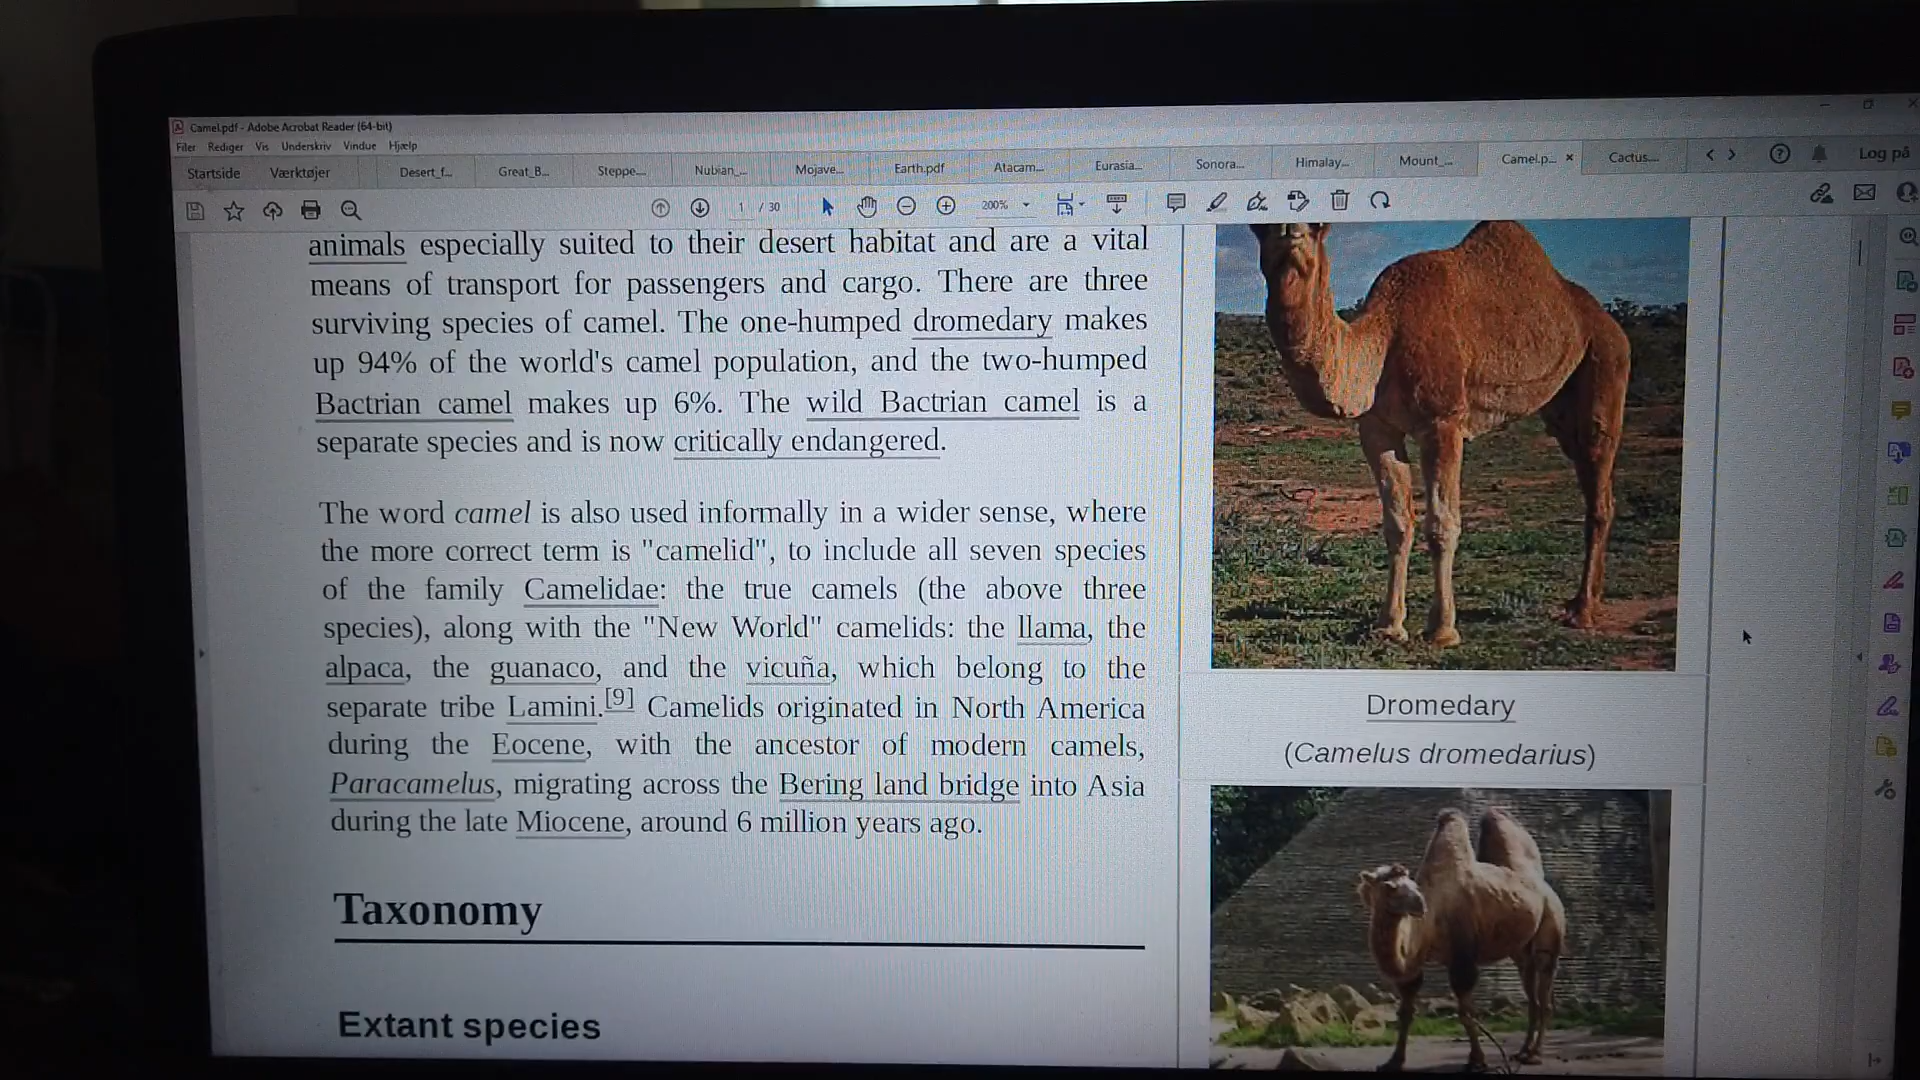 Camel.pdf - Adobe Acrobat Reader (64-bit)
Filer Rediger Vis Underskriv Vindue Hjælp
Startside Værktøjer Desert_f... Great_B... Steppe.... Nubian_... Mojave... Earth.pdf Atacam... Eurasia... Sonora... Himalay... Mount_... Camel.p... × Cactus.... Log på
1 / 30 200%
animals especially suited to their desert habitat and are a vital
means of transport for passengers and cargo. There are three
surviving species of camel. The one-humped dromedary makes
up 94% of the world's camel population, and the two-humped
Bactrian camel makes up 6%. The wild Bactrian camel is a
separate species and is now critically endangered.
The word camel is also used informally in a wider sense, where
the more correct term is "camelid", to include all seven species
of the family Camelidae: the true camels (the above three
species), along with the "New World" camelids: the llama, the
alpaca, the guanaco, and the vicuña, which belong to the
separate tribe Lamini.[9] Camelids originated in North America
during the Eocene, with the ancestor of modern camels,
Paracamelus, migrating across the Bering land bridge into Asia
during the late Miocene, around 6 million years ago.
Taxonomy
Extant species
Dromedary
(Camelus dromedarius)